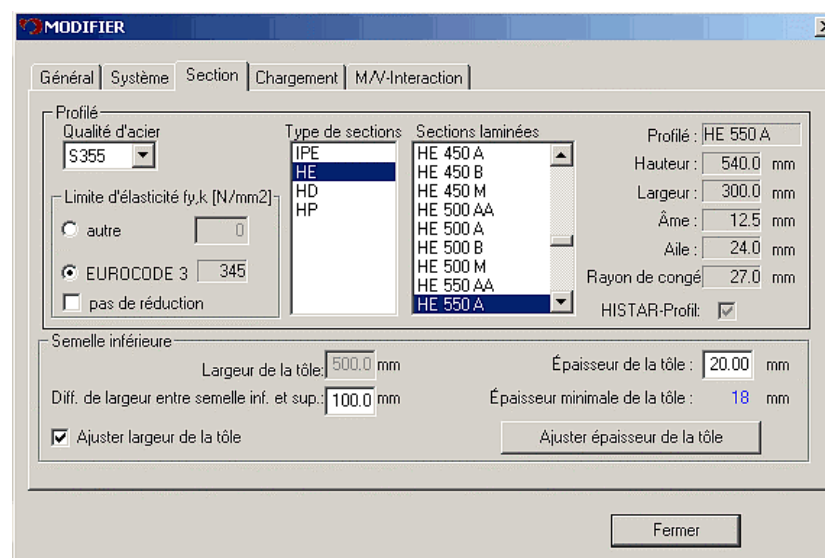 MODIFIER
Général Système Section Chargement M/V-Interaction
Profilé
Qualité d'acier
S355
Limite d'élasticité fy,k [N/mm2]
autre 0
EUROCODE 3 345
pas de réduction
Type de sections
IPE
HE
HD
HP
Sections laminées
HE 450 A
HE 450 B
HE 450 M
HE 500 AA
HE 500 A
HE 500 B
HE 500 M
HE 550 AA
HE 550 A
Profilé : HE 550 A
Hauteur : 540.0 mm
Largeur : 300.0 mm
Âme : 12.5 mm
Aile : 24.0 mm
Rayon de congé 27.0 mm
HISTAR-Profil:
Semelle inférieure
Largeur de la tôle: 500.0 mm
Épaisseur de la tôle : 20.00 mm
Diff. de largeur entre semelle inf. et sup.: 100.0 mm
Épaisseur minimale de la tôle : 18 mm
Ajuster largeur de la tôle
Ajuster épaisseur de la tôle
Fermer